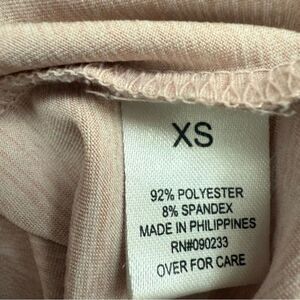 XS
92% POLYESTER
8% SPANDEX
MADE IN PHILIPPINES
RN#090233
OVER FOR CARE